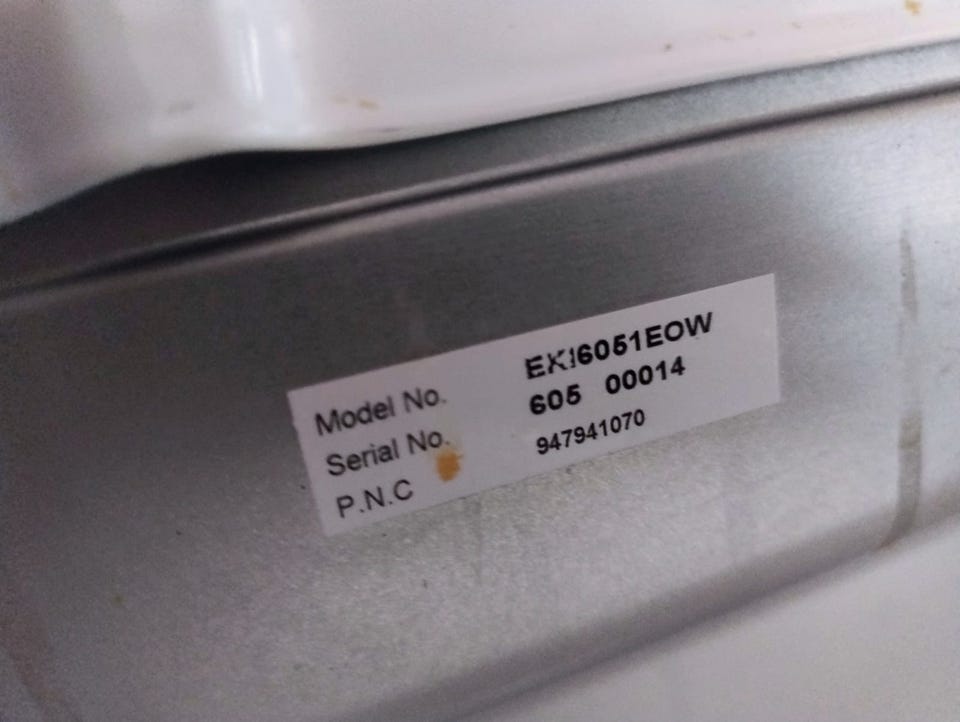 Model No. EKI6051EOW
Serial No. 605 00014
P.N.C 947941070